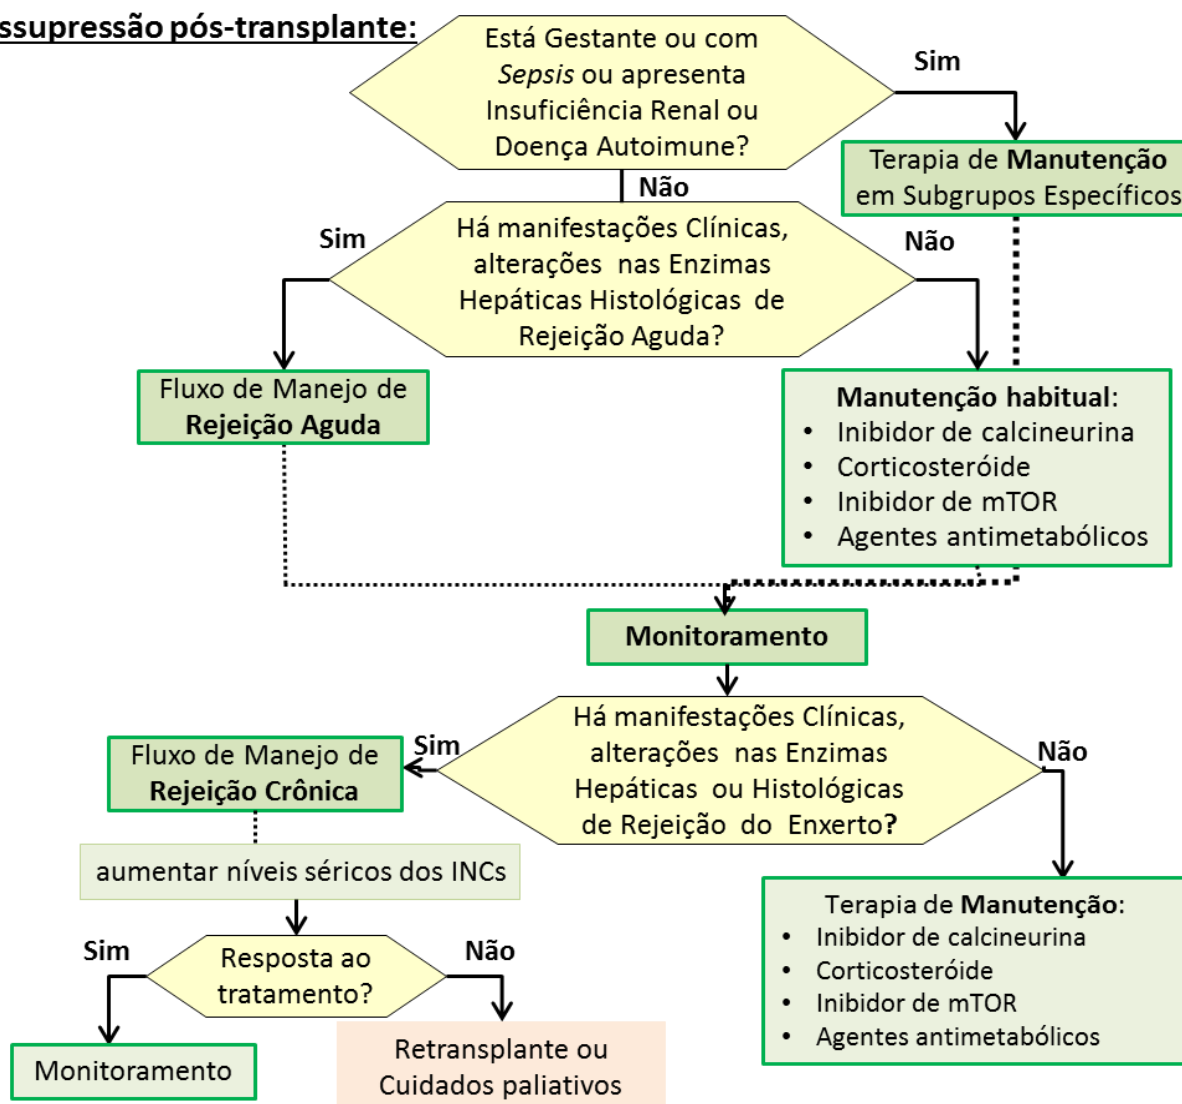 ssupressão pós-transplante:
Está Gestante ou com
Sepsis ou apresenta
Insuficiência Renal ou
Doença Autoimune?
Sim
Terapia de Manutenção
em Subgrupos Específicos
Não
Há manifestações Clínicas,
alterações nas Enzimas
Hepáticas Histológicas de
Rejeição Aguda?
Sim
Não
Fluxo de Manejo de
Rejeição Aguda
Manutenção habitual:
• Inibidor de calcineurina
• Corticosteróide
• Inibidor de mTOR
• Agentes antimetabólicos
Monitoramento
Há manifestações Clínicas,
alterações nas Enzimas
Hepáticas ou Histológicas
de Rejeição do Enxerto?
Sim
Não
Fluxo de Manejo de
Rejeição Crônica
aumentar níveis séricos dos INCs
Resposta ao
tratamento?
Sim
Não
Monitoramento
Retransplante ou
Cuidados paliativos
Terapia de Manutenção:
• Inibidor de calcineurina
• Corticosteróide
• Inibidor de mTOR
• Agentes antimetabólicos